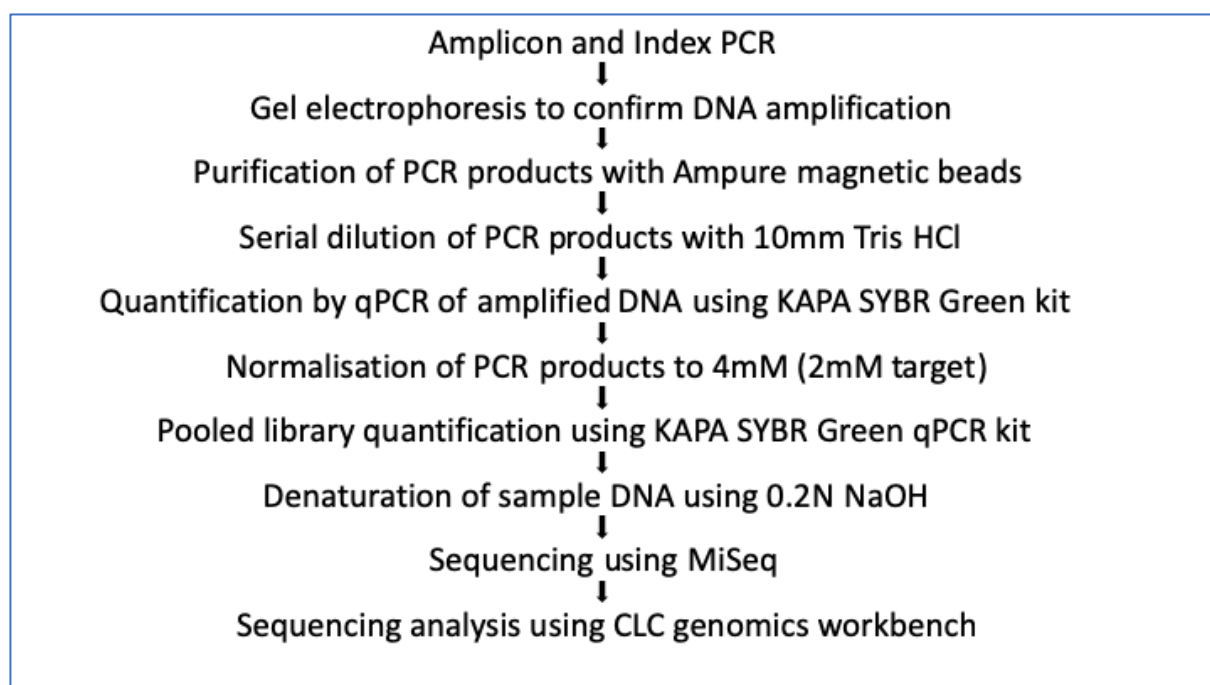 Amplicon and Index PCR
Gel electrophoresis to confirm DNA amplification
Purification of PCR products with Ampure magnetic beads
Serial dilution of PCR products with 10mm Tris HCl
Quantification by qPCR of amplified DNA using KAPA SYBR Green kit
Normalisation of PCR products to 4mM (2mM target)
Pooled library quantification using KAPA SYBR Green qPCR kit
Denaturation of sample DNA using 0.2N NaOH
Sequencing using MiSeq
Sequencing analysis using CLC genomics workbench